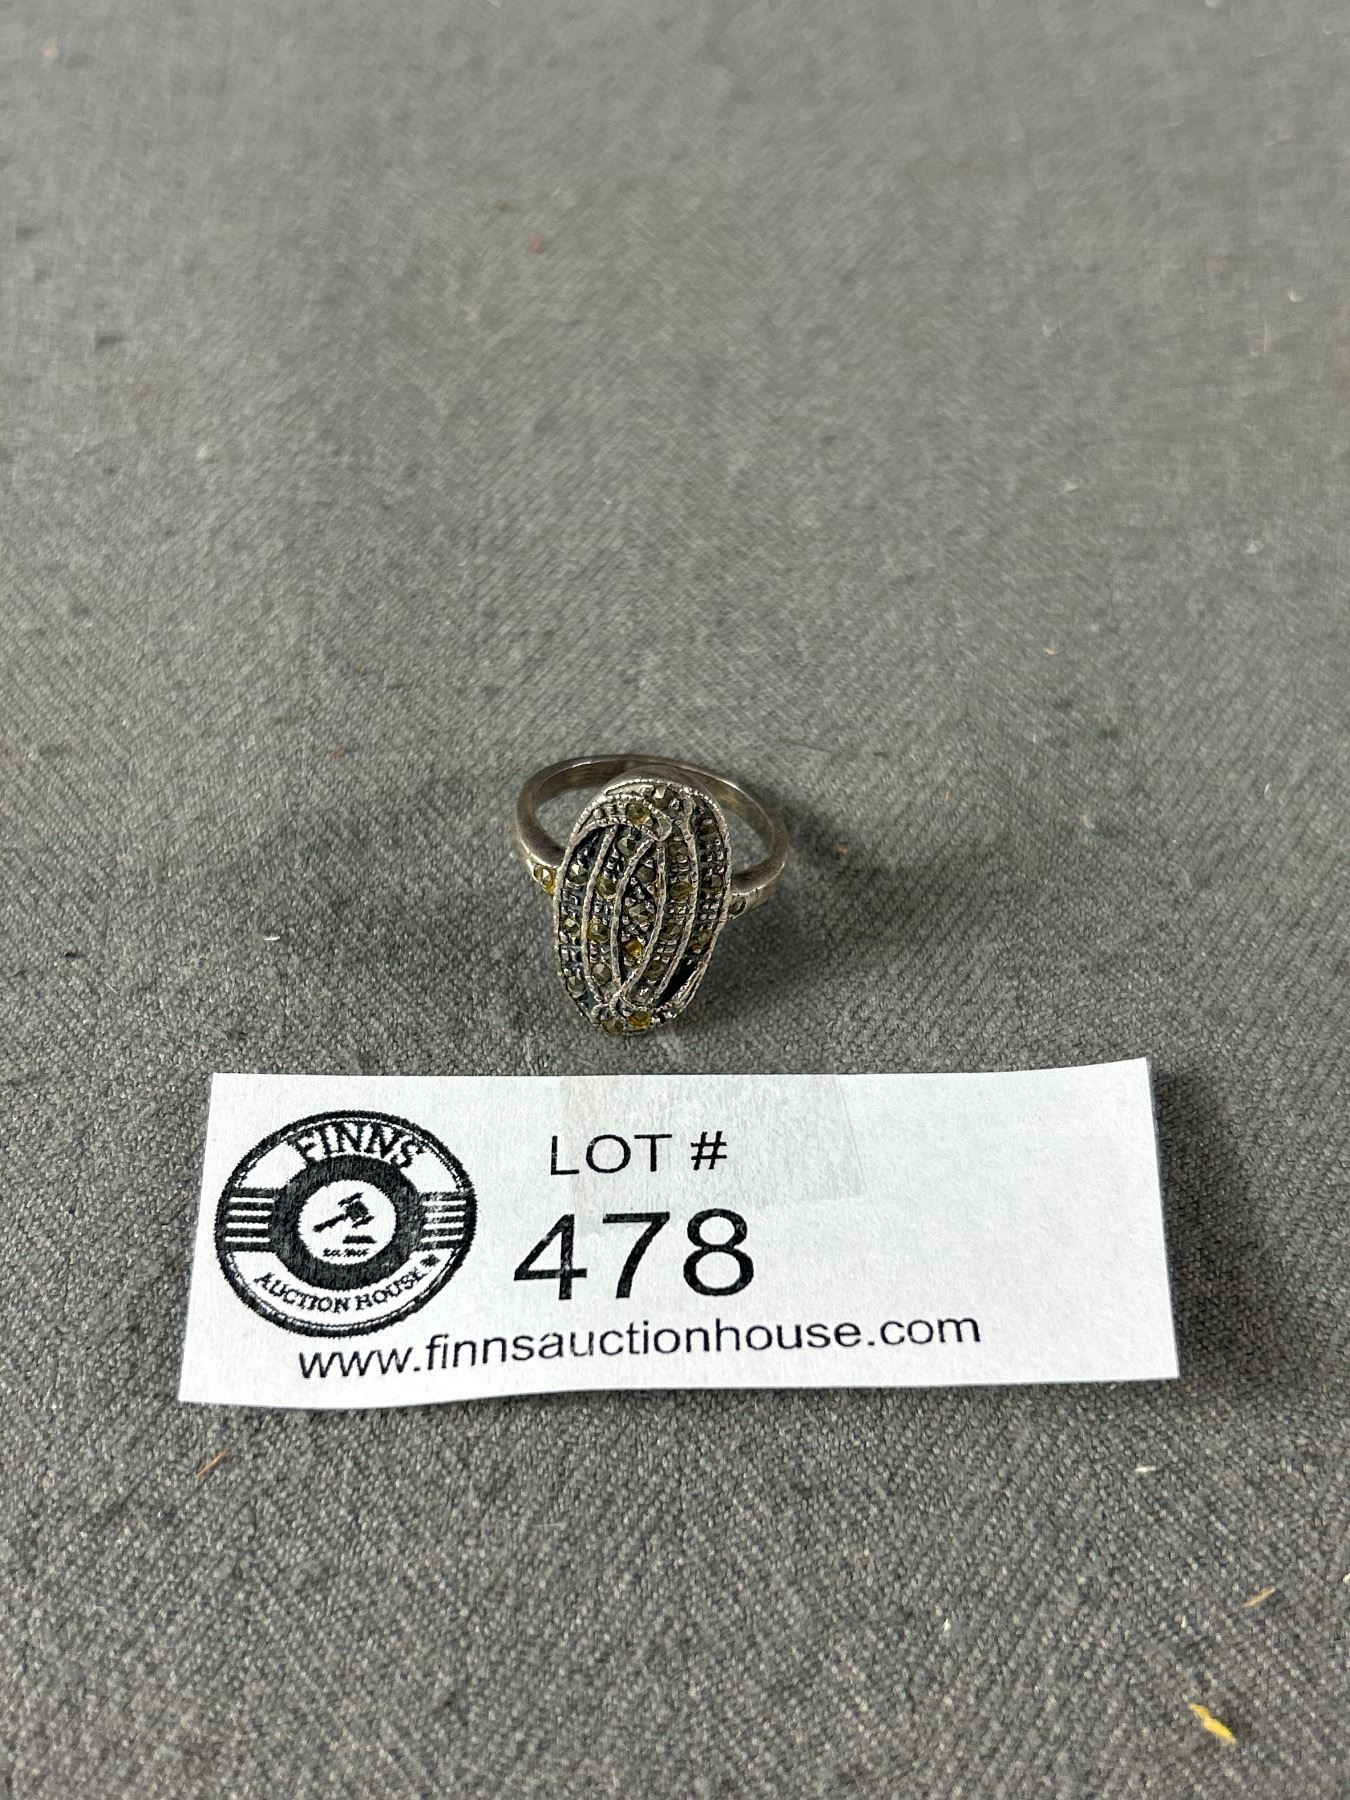 FINNS
AUCTION HOUSE
LOT #
478
www.finnsauctionhouse.com